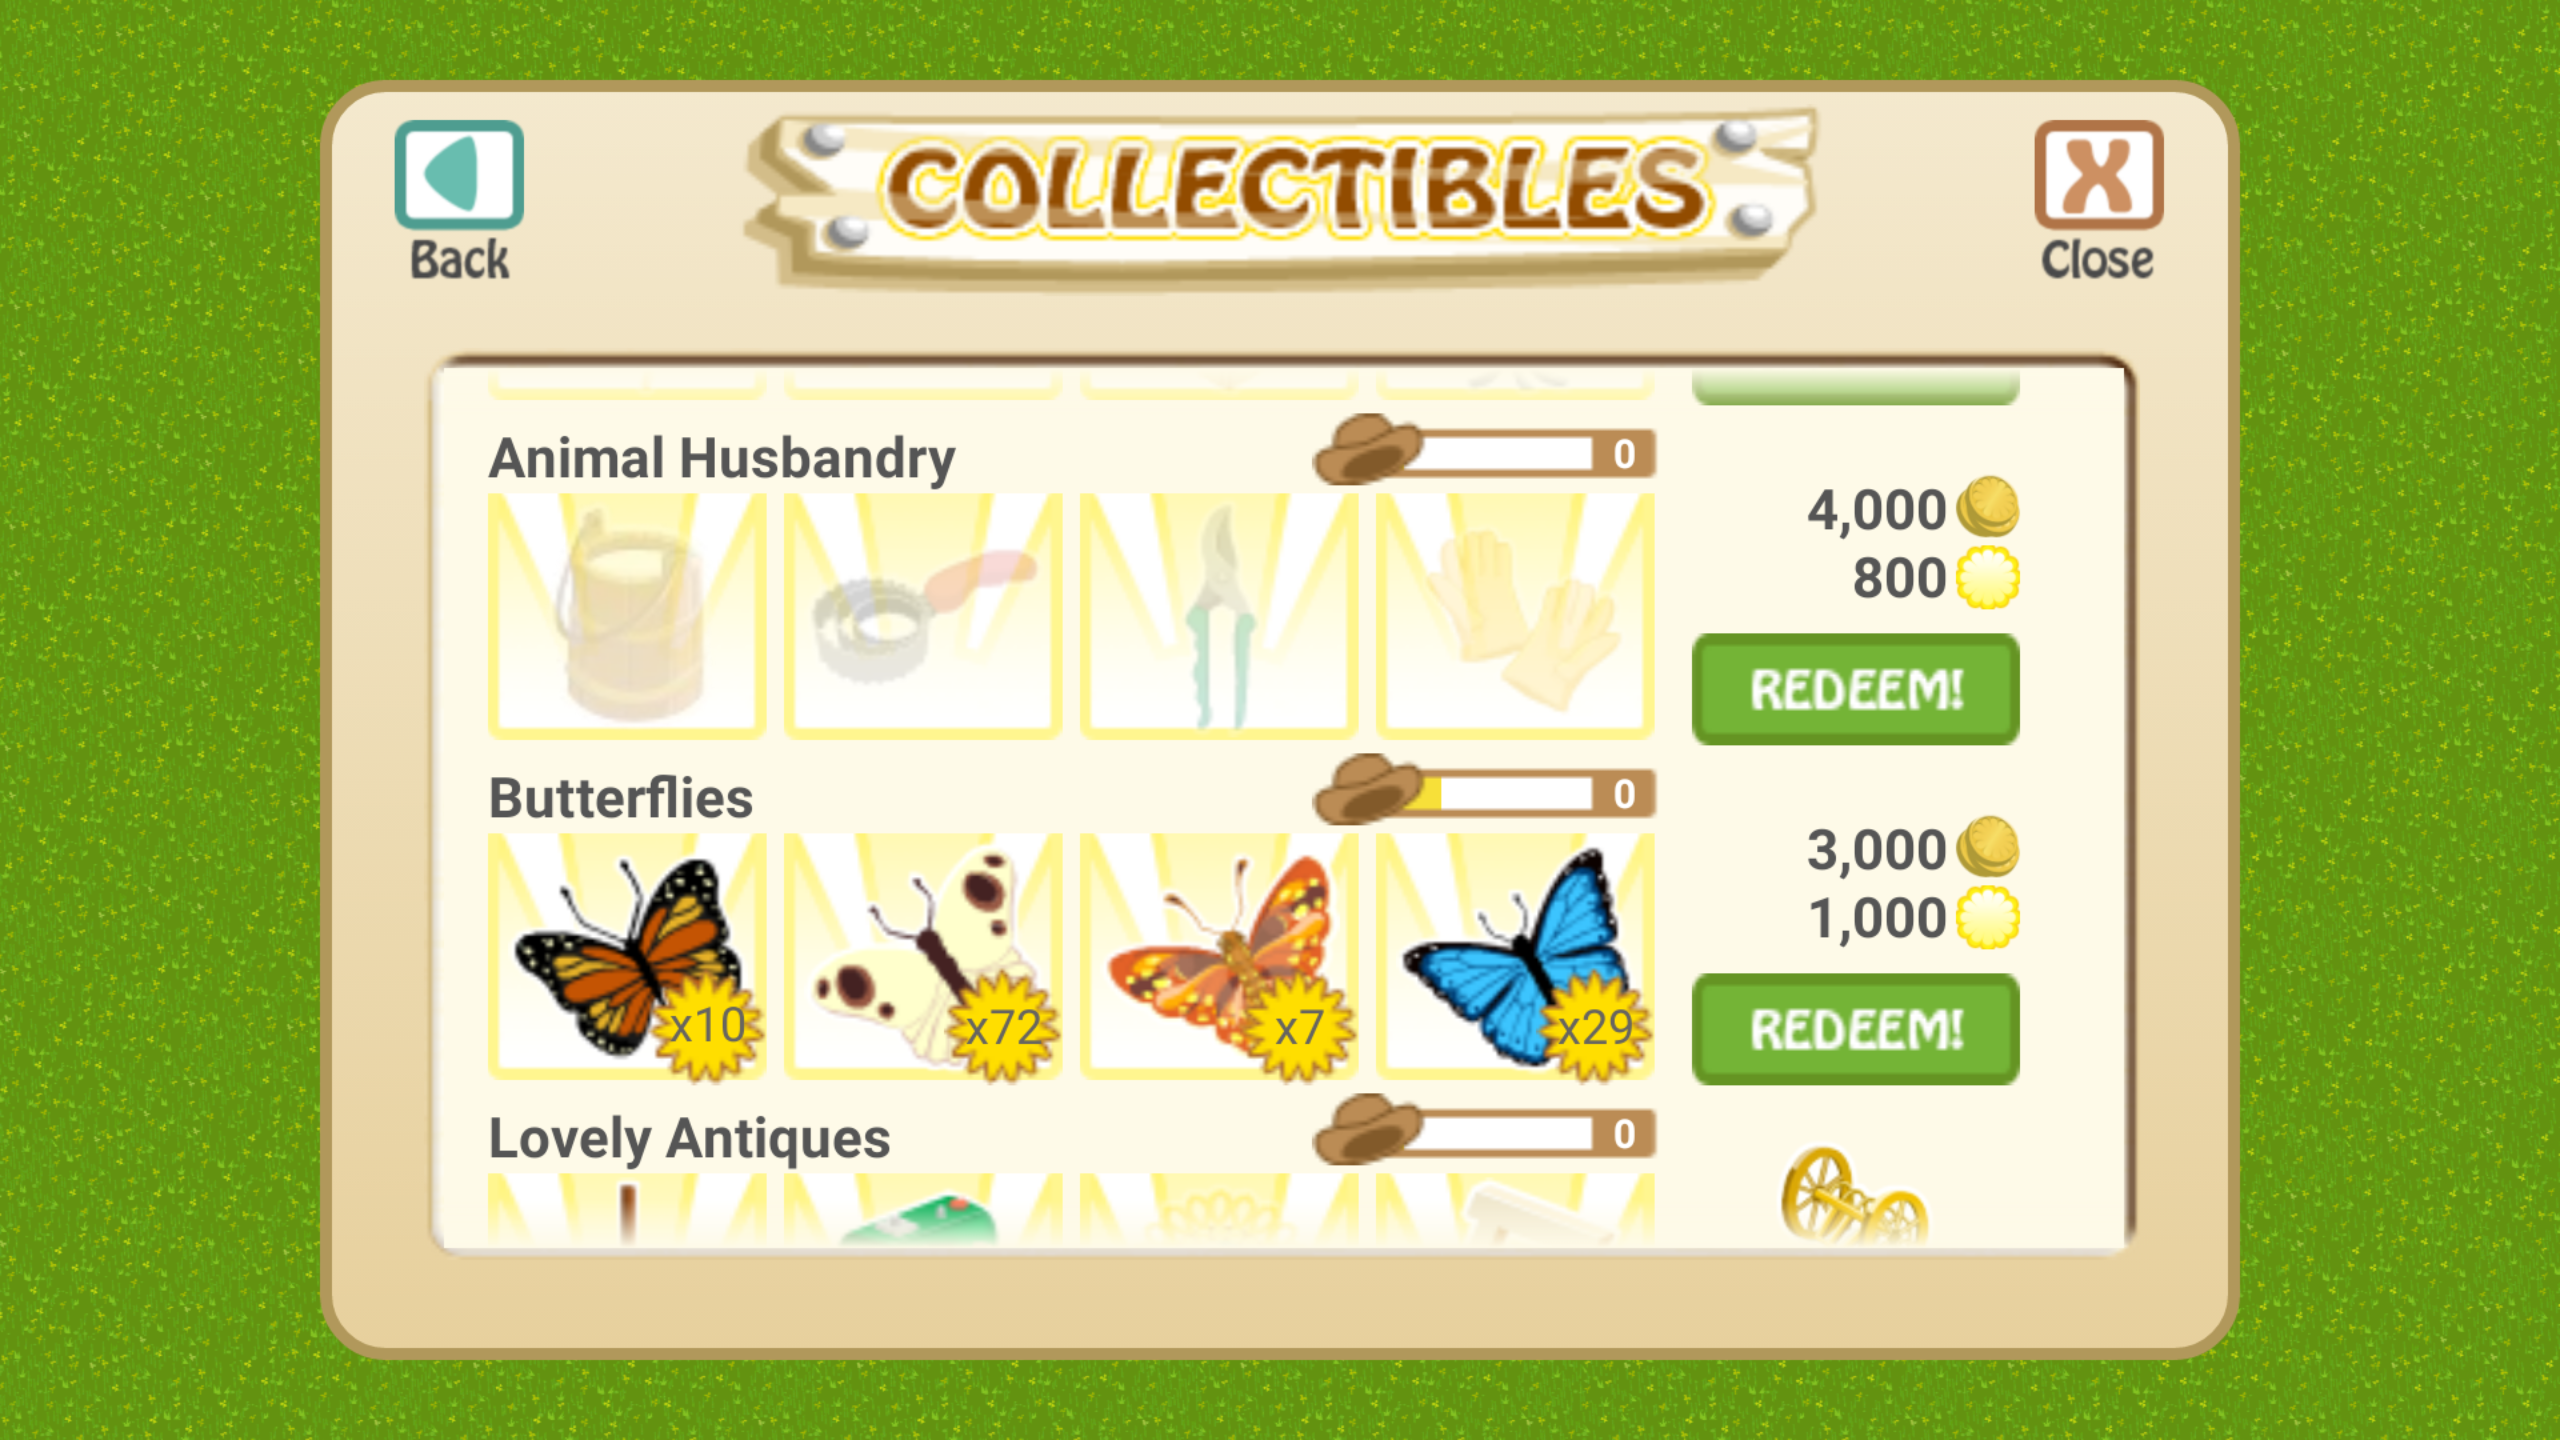 COLLECTIBLES
Back
Close
Animal Husbandry
0
4,000
800
REDEEM!
Butterflies
0
3,000
1,000
x10
x72
x7
x29
REDEEM!
Lovely Antiques
0